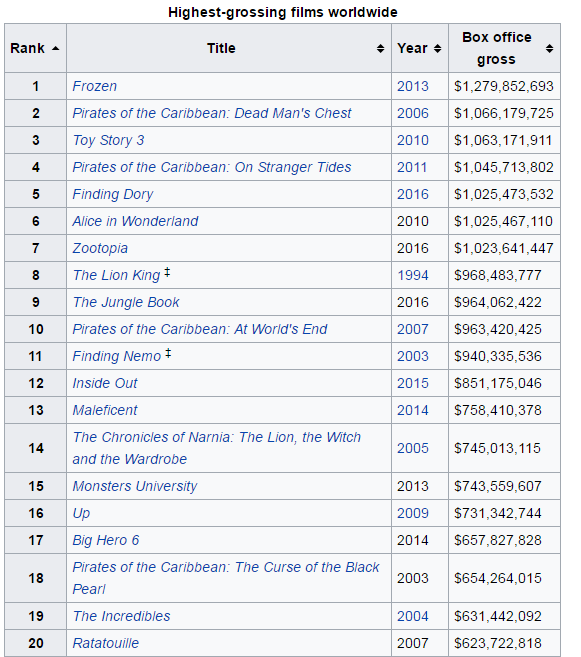 Highest-grossing films worldwide
Rank Title Year Box office gross
1 Frozen 2013 $1,279,852,693
2 Pirates of the Caribbean: Dead Man's Chest 2006 $1,066,179,725
3 Toy Story 3 2010 $1,063,171,911
4 Pirates of the Caribbean: On Stranger Tides 2011 $1,045,713,802
5 Finding Dory 2016 $1,025,473,532
6 Alice in Wonderland 2010 $1,025,467,110
7 Zootopia 2016 $1,023,641,447
8 The Lion King ‡ 1994 $968,483,777
9 The Jungle Book 2016 $964,062,422
10 Pirates of the Caribbean: At World's End 2007 $963,420,425
11 Finding Nemo ‡ 2003 $940,335,536
12 Inside Out 2015 $851,175,046
13 Maleficent 2014 $758,410,378
14 The Chronicles of Narnia: The Lion, the Witch and the Wardrobe 2005 $745,013,115
15 Monsters University 2013 $743,559,607
16 Up 2009 $731,342,744
17 Big Hero 6 2014 $657,827,828
18 Pirates of the Caribbean: The Curse of the Black Pearl 2003 $654,264,015
19 The Incredibles 2004 $631,442,092
20 Ratatouille 2007 $623,722,818